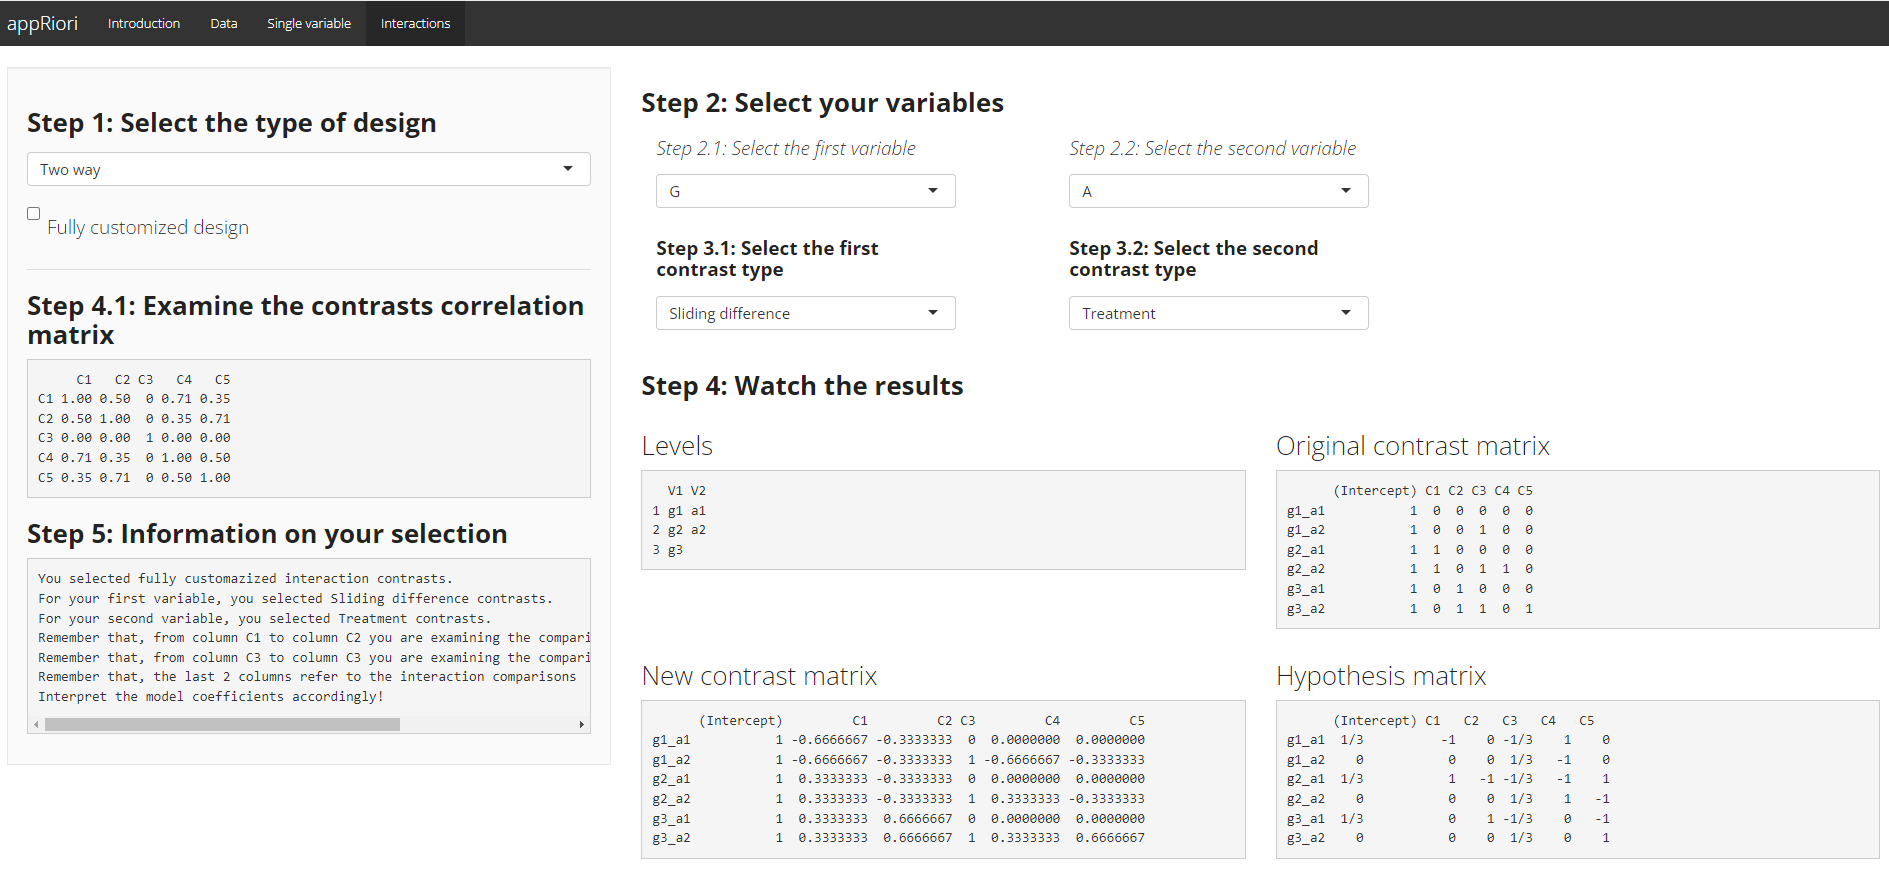 appRiori Introduction Data Single variable Interactions
Step 1: Select the type of design
Two way
Fully customized design
Step 4.1: Examine the contrasts correlation
matrix
C1 C2 C3 C4 C5
C1 1.00 0.50 0 0.71 0.35
C2 0.50 1.00 0 0.35 0.71
C3 0.00 0.00 1 0.00 0.00
C4 0.71 0.35 0 1.00 0.50
C5 0.35 0.71 0 0.50 1.00
Step 5: Information on your selection
You selected fully customazized interaction contrasts.
For your first variable, you selected Sliding difference contrasts.
For your second variable, you selected Treatment contrasts.
Remember that, from column C1 to column C2 you are examining the compari
Remember that, from column C3 to column C3 you are examining the compari
Remember that, the last 2 columns refer to the interaction comparisons
Interpret the model coefficients accordingly!
Step 2: Select your variables
Step 2.1: Select the first variable
G
Step 2.2: Select the second variable
A
Step 3.1: Select the first
contrast type
Sliding difference
Step 3.2: Select the second
contrast type
Treatment
Step 4: Watch the results
Levels
V1 V2
1 g1 a1
2 g2 a2
3 g3
Original contrast matrix
(Intercept) C1 C2 C3 C4 C5
g1_a1 1 0 0 0 0 0
g1_a2 1 0 0 1 0 0
g2_a1 1 1 0 0 0 0
g2_a2 1 1 0 1 1 0
g3_a1 1 0 1 0 0 0
g3_a2 1 0 1 1 0 1
New contrast matrix
(Intercept) C1 C2 C3 C4 C5
g1_a1 1 -0.6666667 -0.3333333 0 0.0000000 0.0000000
g1_a2 1 -0.6666667 -0.3333333 1 -0.6666667 -0.3333333
g2_a1 1 0.3333333 -0.3333333 0 0.0000000 0.0000000
g2_a2 1 0.3333333 -0.3333333 1 0.3333333 -0.3333333
g3_a1 1 0.3333333 0.6666667 0 0.0000000 0.0000000
g3_a2 1 0.3333333 0.6666667 1 0.3333333 0.6666667
Hypothesis matrix
(Intercept) C1 C2 C3 C4 C5
g1_a1 1/3 -1 0 -1/3 1 0
g1_a2 0 0 0 1/3 -1 0
g2_a1 1/3 1 -1 -1/3 -1 1
g2_a2 0 0 0 1/3 1 -1
g3_a1 1/3 0 1 -1/3 0 -1
g3_a2 0 0 0 1/3 0 1